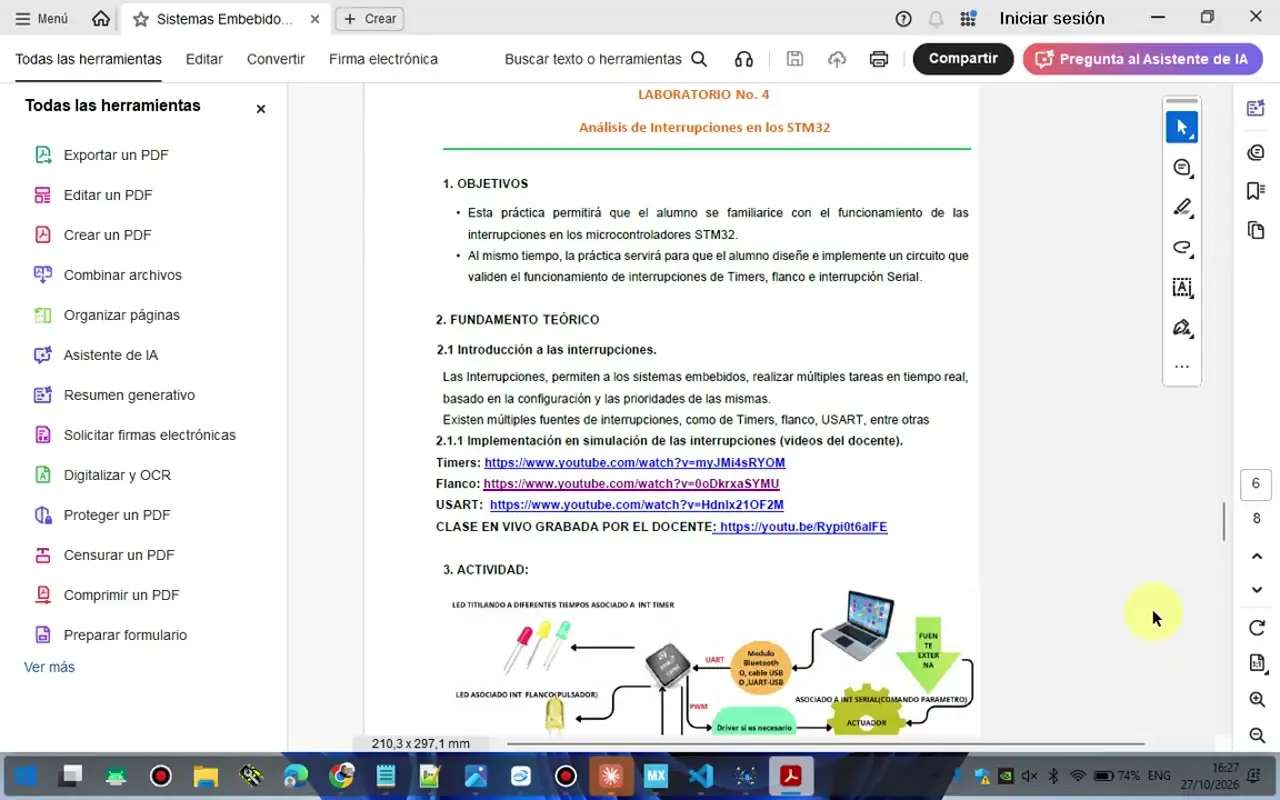 Menú
Sistemas Embebido...
Crear
Iniciar sesión
Todas las herramientas
Editar
Convertir
Firma electrónica
Buscar texto o herramientas
Compartir
Pregunta al Asistente de IA
Todas las herramientas
Exportar un PDF
Editar un PDF
Crear un PDF
Combinar archivos
Organizar páginas
Asistente de IA
Resumen generativo
Solicitar firmas electrónicas
Digitalizar y OCR
Proteger un PDF
Censurar un PDF
Comprimir un PDF
Preparar formulario
Ver más
LABORATORIO No. 4
Análisis de Interrupciones en los STM32
1. OBJETIVOS
• Esta práctica permitirá que el alumno se familiarice con el funcionamiento de las
interrupciones en los microcontroladores STM32.
• Al mismo tiempo, la práctica servirá para que el alumno diseñe e implemente un circuito que
validen el funcionamiento de interrupciones de Timers, flanco e interrupción Serial.
2. FUNDAMENTO TEÓRICO
2.1 Introducción a las interrupciones.
Las Interrupciones, permiten a los sistemas embebidos, realizar múltiples tareas en tiempo real,
basado en la configuración y las prioridades de las mismas.
Existen múltiples fuentes de interrupciones, como de Timers, flanco, USART, entre otras
2.1.1 Implementación en simulación de las interrupciones (videos del docente).
Timers: https://www.youtube.com/watch?v=myJMi4sRYOM
Flanco: https://www.youtube.com/watch?v=0oDkrxaSYMU
USART: https://www.youtube.com/watch?v=Hdnlx21OF2M
CLASE EN VIVO GRABADA POR EL DOCENTE: https://youtu.be/Rypi0t6alFE
3. ACTIVIDAD:
LED TITILANDO A DIFERENTES TIEMPOS ASOCIADO A INT TIMER
UART
Modulo
Bluetooth
O, cable USB
O ,UART-USB
FUEN
TE
EXTER
NA
LED ASOCIADO INT FLANCO(PULSADOR)
ASOCIADO A INT SERIAL(COMANDO PARAMETRO)
PWM
Driver si es necesario
ACTUADOR
210,3 x 297,1 mm
6
8
74%
ENG
16:27
27/10/2026